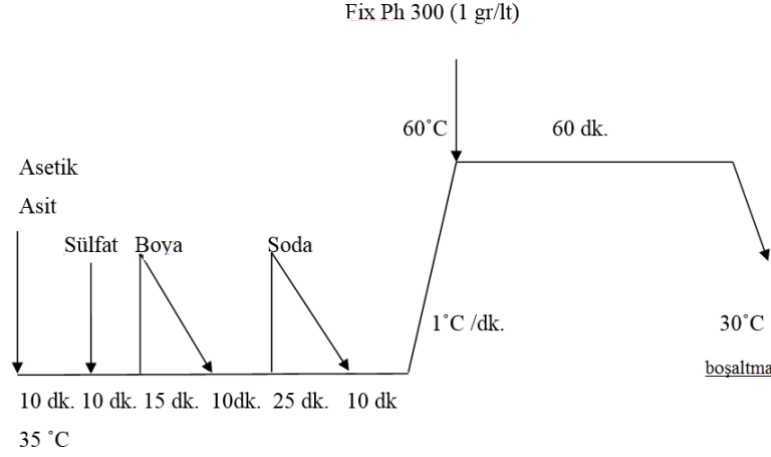 Fix Ph 300 (1 gr/lt)
60˚C 60 dk.
Asetik
Asit
Sülfat Boya Soda
1˚C /dk. 30˚C
boşaltma
10 dk. 10 dk. 15 dk. 10dk. 25 dk. 10 dk
35 ˚C